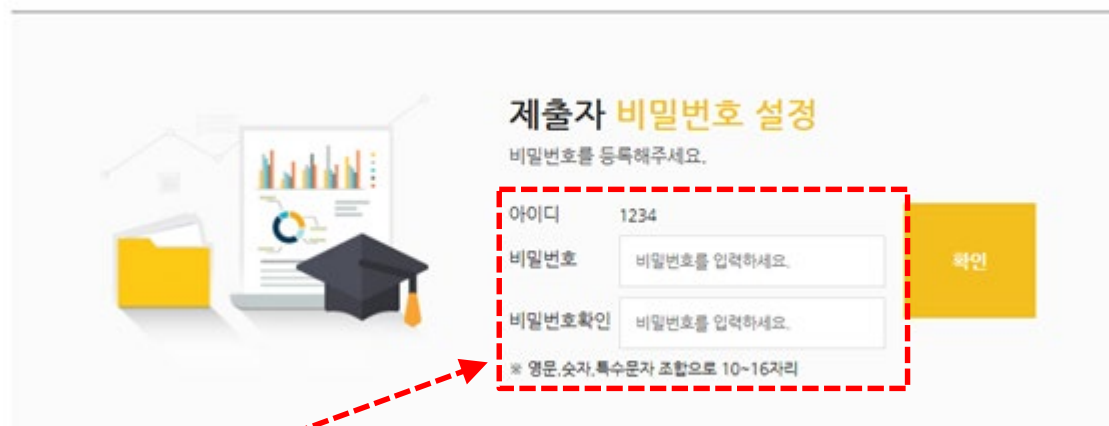 제출자 비밀번호 설정
비밀번호를 등록해주세요.
아이디 1234
비밀번호 비밀번호를 입력하세요.
확인
비밀번호확인 비밀번호를 입력하세요.
※ 영문,숫자,특수문자 조합으로 10~16자리